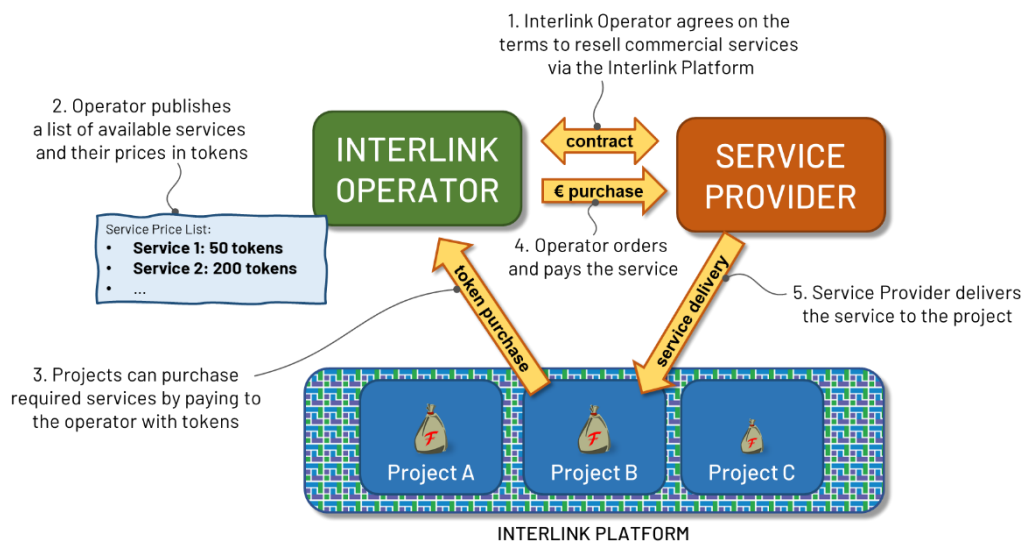 1. Interlink Operator agrees on the
terms to resell commercial services
via the Interlink Platform
2. Operator publishes
a list of available services
and their prices in tokens
INTERLINK
OPERATOR
contract
€ purchase
SERVICE
PROVIDER
Service Price List:
• Service 1: 50 tokens
• Service 2: 200 tokens
• ...
4. Operator orders
and pays the service
token purchase
service delivery
5. Service Provider delivers
the service to the project
3. Projects can purchase
required services by paying to
the operator with tokens
F
Project A
F
Project B
F
Project C
INTERLINK PLATFORM